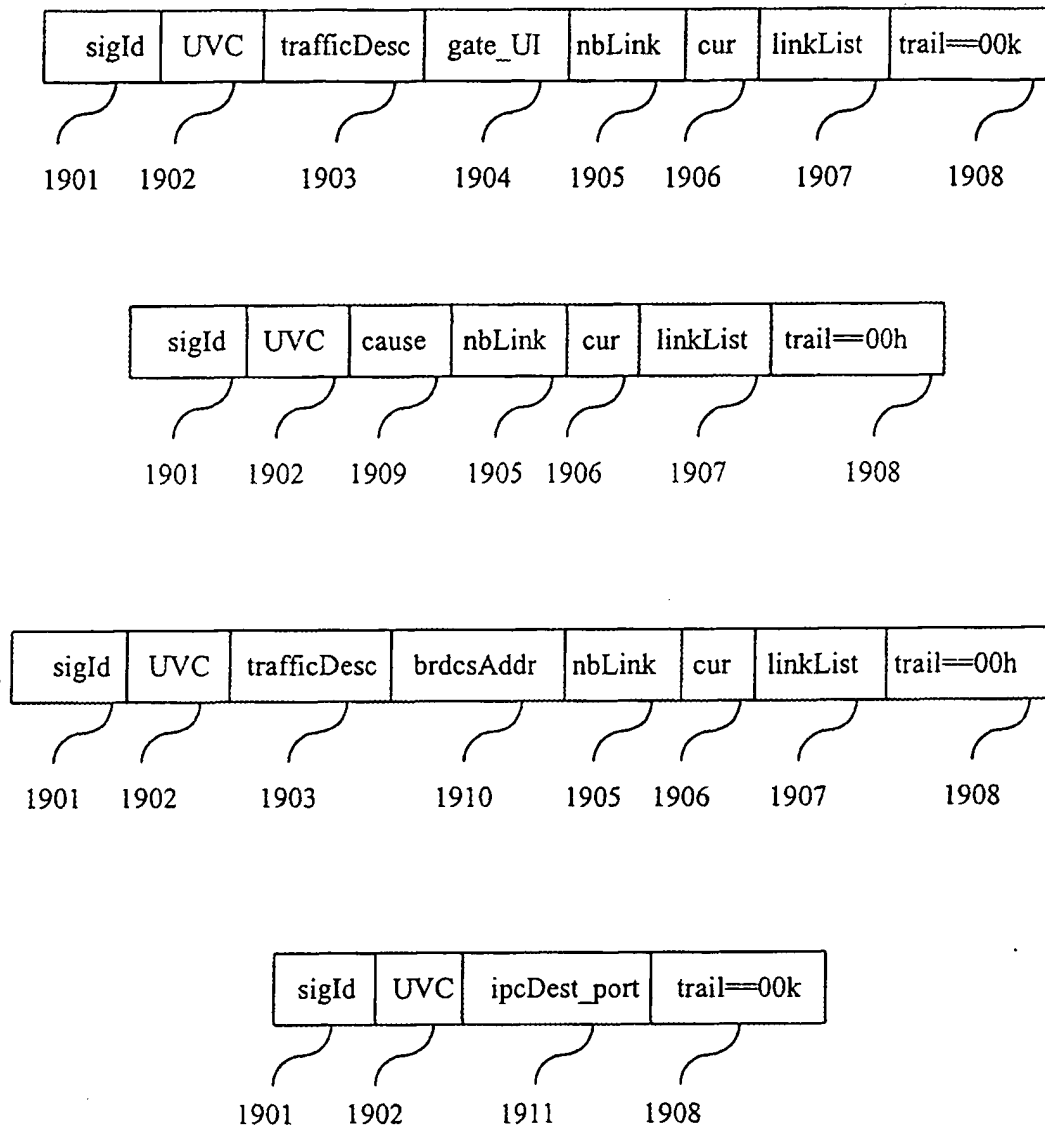 sigId UVC trafficDesc gate_UI nbLink cur linkList trail==00k
1901 1902 1903 1904 1905 1906 1907 1908
sigId UVC cause nbLink cur linkList trail==00h
1901 1902 1909 1905 1906 1907 1908
sigId UVC trafficDesc brdcsAddr nbLink cur linkList trail==00h
1901 1902 1903 1910 1905 1906 1907 1908
sigId UVC ipcDest_port trail==00k
1901 1902 1911 1908